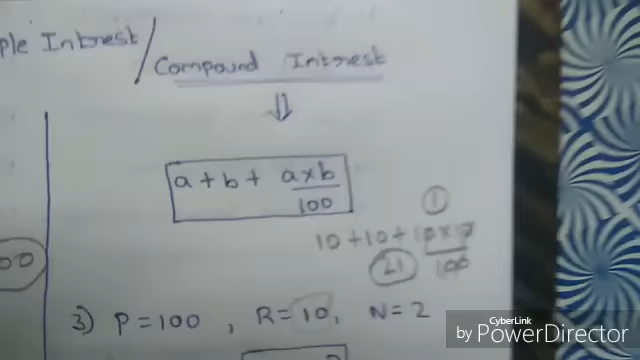 ple Intrest / Compound Intrest
⇓
a + b + a x b / 100
①
10 + 10 + 10 x 10 / 100
21
00
3) P = 100 , R = 10, N = 2
CyberLink
by PowerDirector